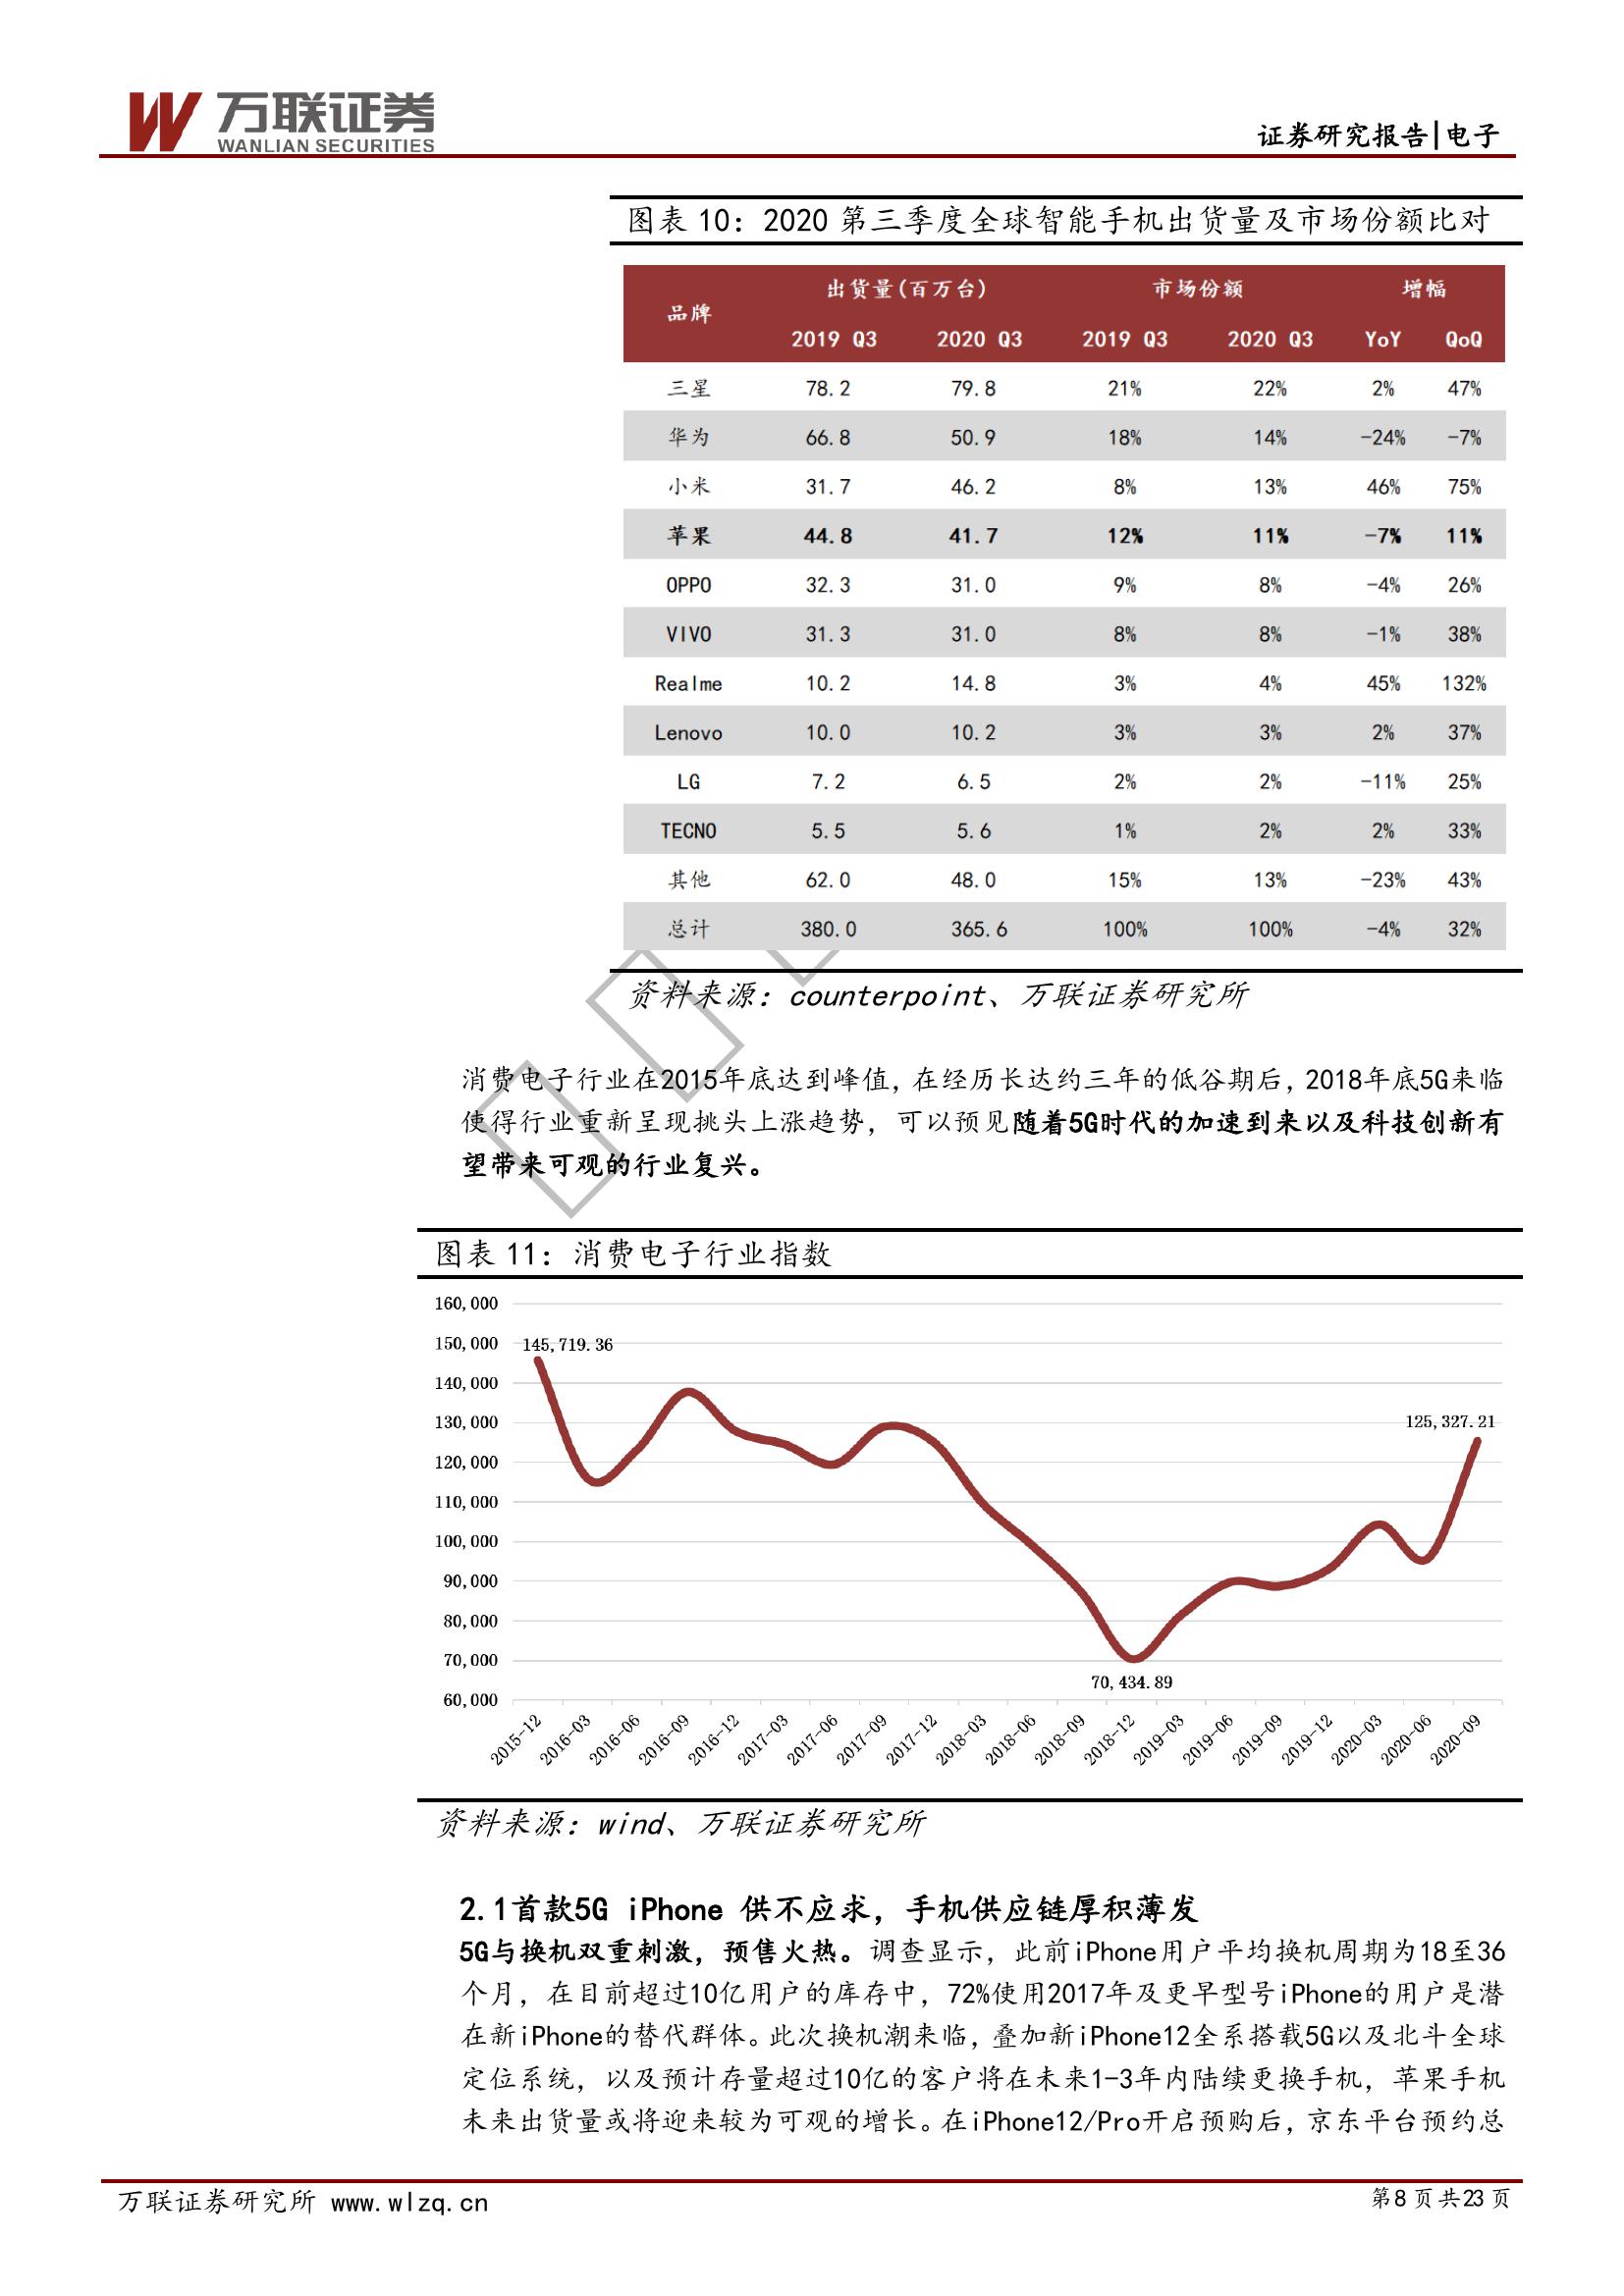 万联证券
WANLIAN SECURITIES
证券研究报告|电子
图表 10：2020 第三季度全球智能手机出货量及市场份额比对
品牌 出货量(百万台) 市场份额 增幅
2019 Q3 2020 Q3 2019 Q3 2020 Q3 YoY QoQ
三星 78.2 79.8 21% 22% 2% 47%
华为 66.8 50.9 18% 14% -24% -7%
小米 31.7 46.2 8% 13% 46% 75%
苹果 44.8 41.7 12% 11% -7% 11%
OPPO 32.3 31.0 9% 8% -4% 26%
VIVO 31.3 31.0 8% 8% -1% 38%
Realme 10.2 14.8 3% 4% 45% 132%
Lenovo 10.0 10.2 3% 3% 2% 37%
LG 7.2 6.5 2% 2% -11% 25%
TECNO 5.5 5.6 1% 2% 2% 33%
其他 62.0 48.0 15% 13% -23% 43%
总计 380.0 365.6 100% 100% -4% 32%
资料来源：counterpoint、万联证券研究所
消费电子行业在2015年底达到峰值，在经历长达约三年的低谷期后，2018年底5G来临
使得行业重新呈现挑头上涨趋势，可以预见随着5G时代的加速到来以及科技创新有
望带来可观的行业复兴。
图表 11：消费电子行业指数
160,000
150,000
140,000
130,000
120,000
110,000
100,000
90,000
80,000
70,000
60,000
145,719.36
125,327.21
70,434.89
2015-12 2016-03 2016-06 2016-09 2016-12 2017-03 2017-06 2017-09 2017-12 2018-03 2018-06 2018-09 2018-12 2019-03 2019-06 2019-09 2019-12 2020-03 2020-06 2020-09
资料来源：wind、万联证券研究所
2.1首款5G iPhone 供不应求，手机供应链厚积薄发
5G与换机双重刺激，预售火热。调查显示，此前iPhone用户平均换机周期为18至36
个月，在目前超过10亿用户的库存中，72%使用2017年及更早型号iPhone的用户是潜
在新iPhone的替代群体。此次换机潮来临，叠加新iPhone12全系搭载5G以及北斗全球
定位系统，以及预计存量超过10亿的客户将在未来1-3年内陆续更换手机，苹果手机
未来出货量或将迎来较为可观的增长。在iPhone12/Pro开启预购后，京东平台预约总
万联证券研究所 www.wlzq.cn
第8 页 共23 页